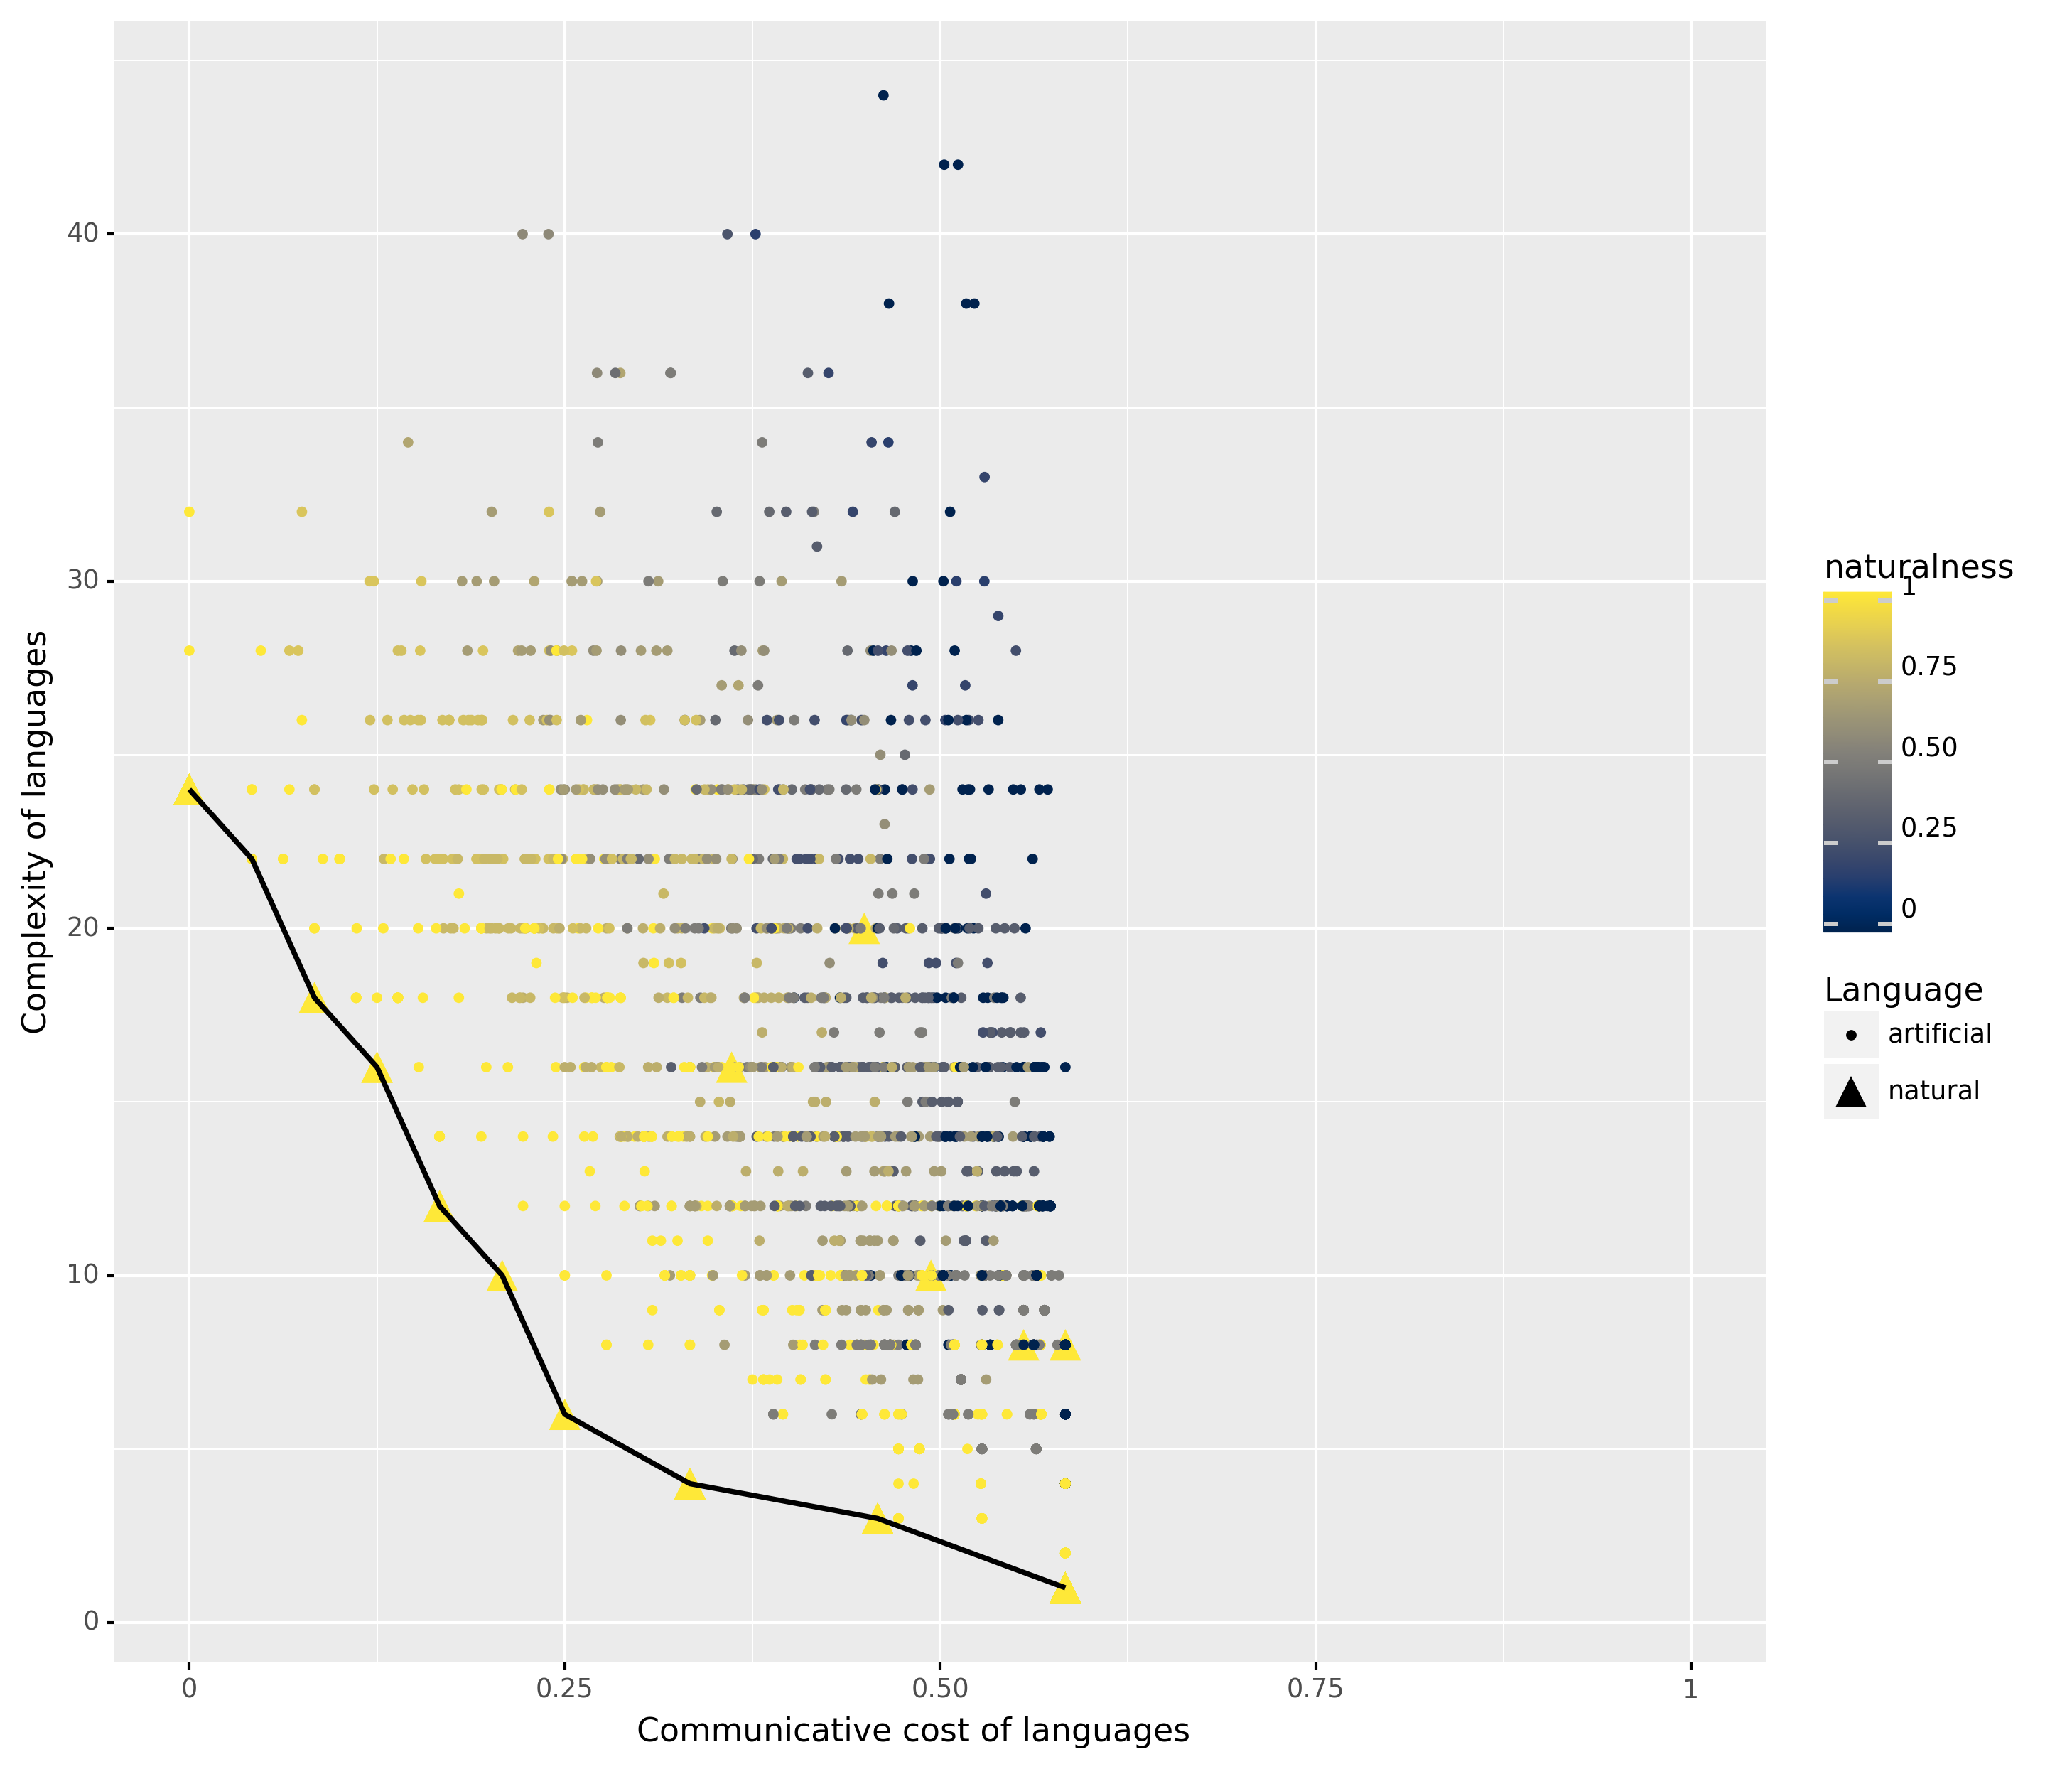 Complexity of languages
40
30
20
10
0
0
0.25
0.50
0.75
1
Communicative cost of languages
naturalness
1
0.75
0.50
0.25
0
Language
artificial
natural